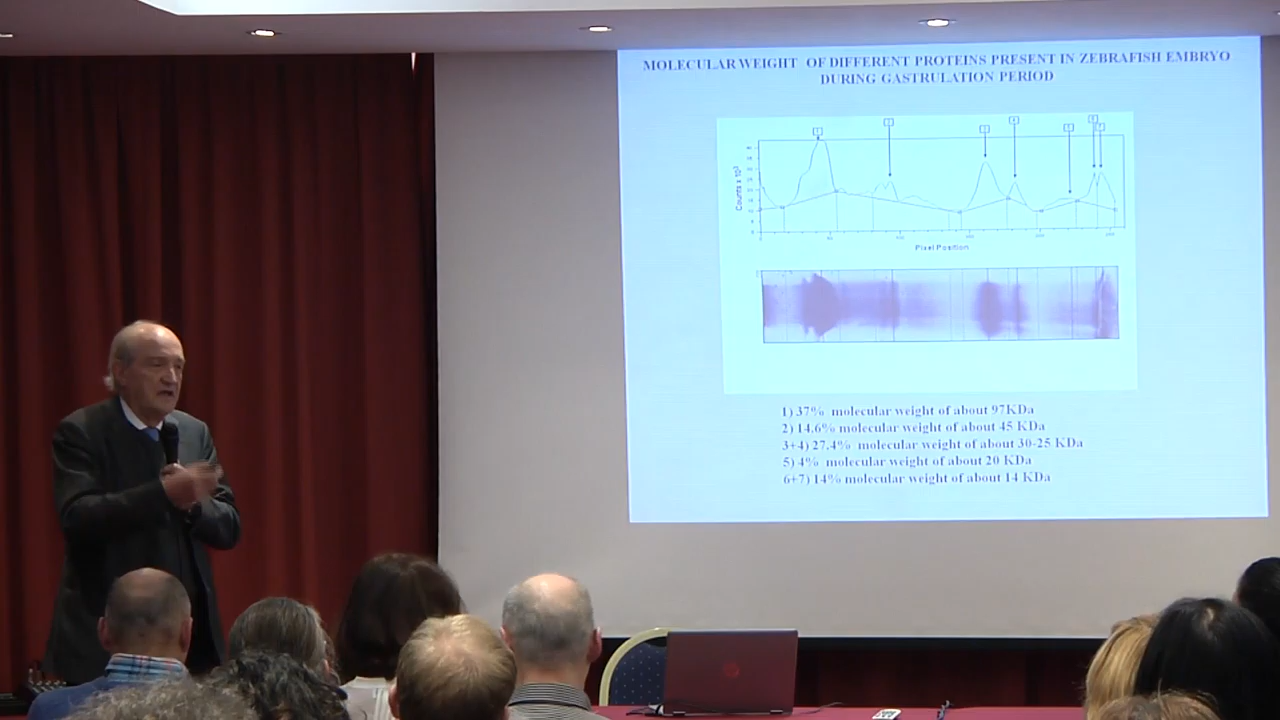 MOLECULAR WEIGHT OF DIFFERENT PROTEINS PRESENT IN ZEBRAFISH EMBRYO
DURING GASTRULATION PERIOD
Counts x 10³
Pixel Position
1) 37% molecular weight of about 97KDa
2) 14.6% molecular weight of about 45 KDa
3+4) 27.4% molecular weight of about 30-25 KDa
5) 4% molecular weight of about 20 KDa
6+7) 14% molecular weight of about 14 KDa